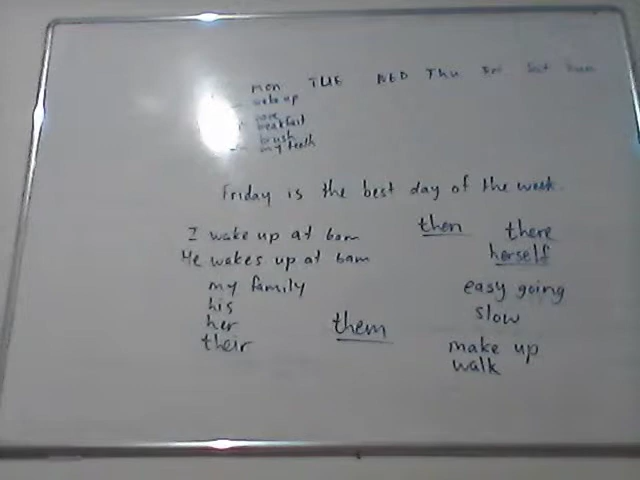 mon TUE WED Thu Fri Sat Sun
wake up
have
breakfast
brush
my teeth
Friday is the best day of the week.
I wake up at 6am
then there
He wakes up at 6am
herself
my family
easy going
his
slow
her
them
their
make up
walk